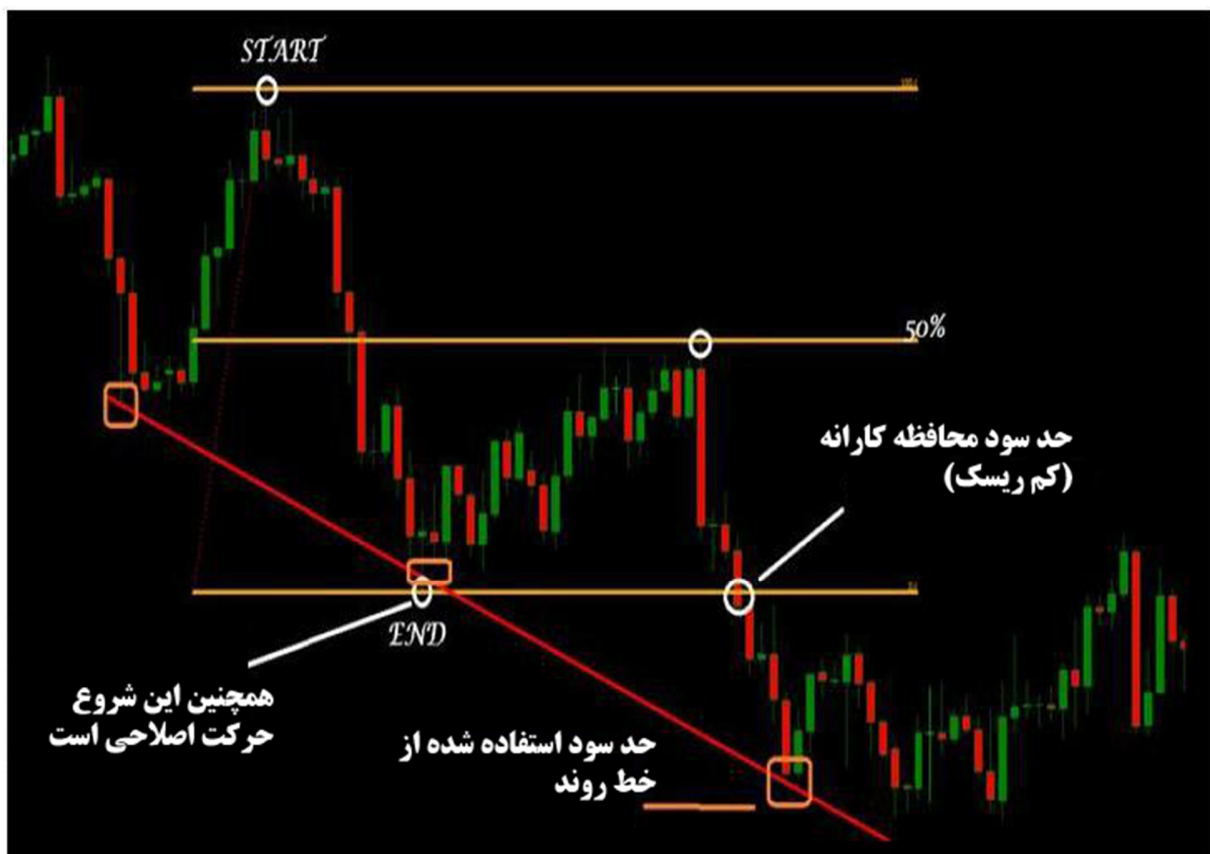 START
50%
حد سود محافظه کارانه
(کم ریسک)
END
همچنین این شروع
حرکت اصلاحی است
حد سود استفاده شده از
خط روند